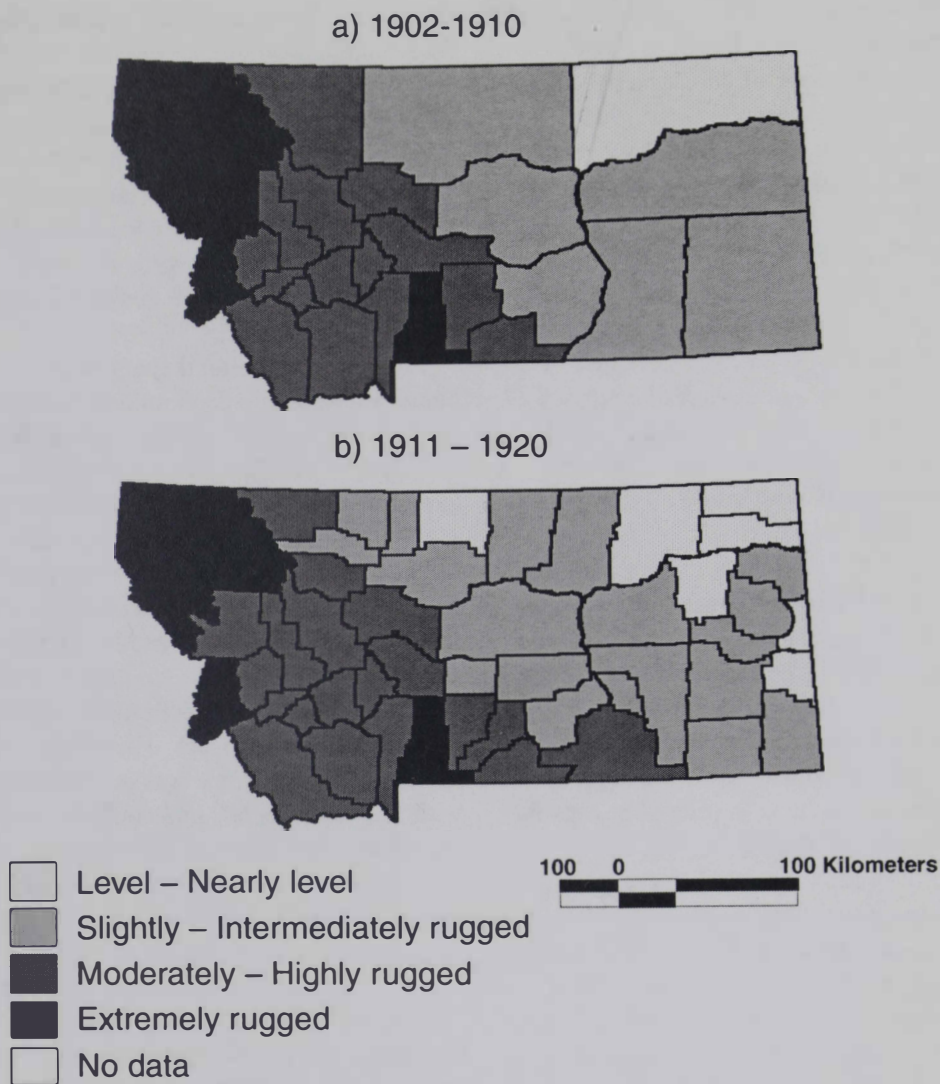 a) 1902-1910
b) 1911 – 1920
100 0 100 Kilometers
Level – Nearly level
Slightly – Intermediately rugged
Moderately – Highly rugged
Extremely rugged
No data